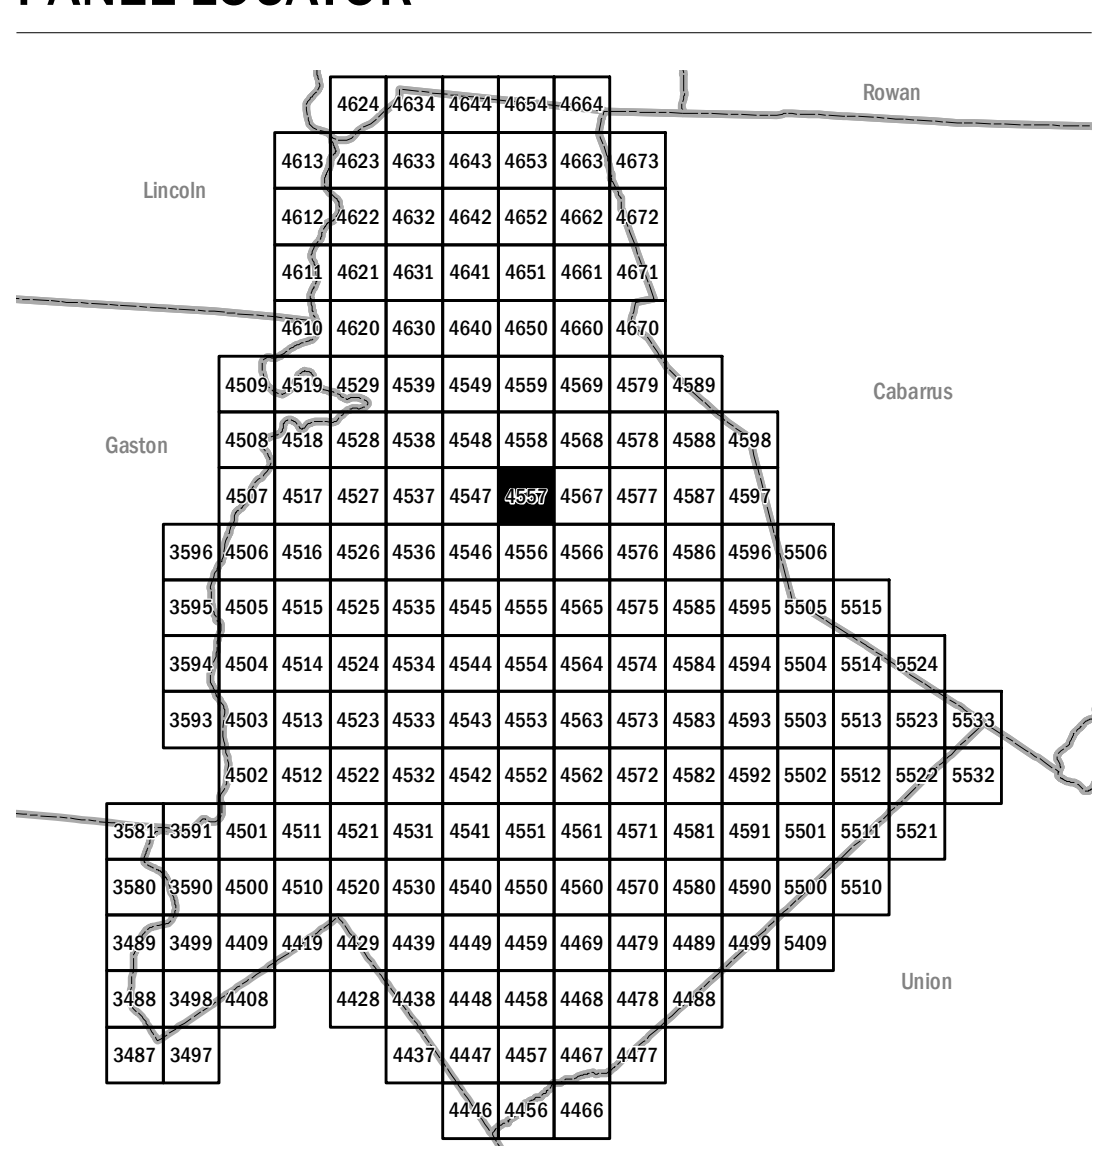 PANEL LOCATOR
Rowan
4624 4634 4644 4654 4664
4613 4623 4633 4643 4653 4663 4673
Lincoln
4612 4622 4632 4642 4652 4662 4672
4611 4621 4631 4641 4651 4661 4671
4610 4620 4630 4640 4650 4660 4670
4509 4519 4529 4539 4549 4559 4569 4579 4589
Cabarrus
Gaston
4508 4518 4528 4538 4548 4558 4568 4578 4588 4598
4507 4517 4527 4537 4547 4557 4567 4577 4587 4597
3596 4506 4516 4526 4536 4546 4556 4566 4576 4586 4596 5506
3595 4505 4515 4525 4535 4545 4555 4565 4575 4585 4595 5505 5515
3594 4504 4514 4524 4534 4544 4554 4564 4574 4584 4594 5504 5514 5524
3593 4503 4513 4523 4533 4543 4553 4563 4573 4583 4593 5503 5513 5523 5533
4502 4512 4522 4532 4542 4552 4562 4572 4582 4592 5502 5512 5522 5532
3581 3591 4501 4511 4521 4531 4541 4551 4561 4571 4581 4591 5501 5511 5521
3580 3590 4500 4510 4520 4530 4540 4550 4560 4570 4580 4590 5500 5510
3489 3499 4409 4419 4429 4439 4449 4459 4469 4479 4489 4499 5409
Union
3488 3498 4408 4428 4438 4448 4458 4468 4478 4488
3487 3497 4437 4447 4457 4467 4477
4446 4456 4466